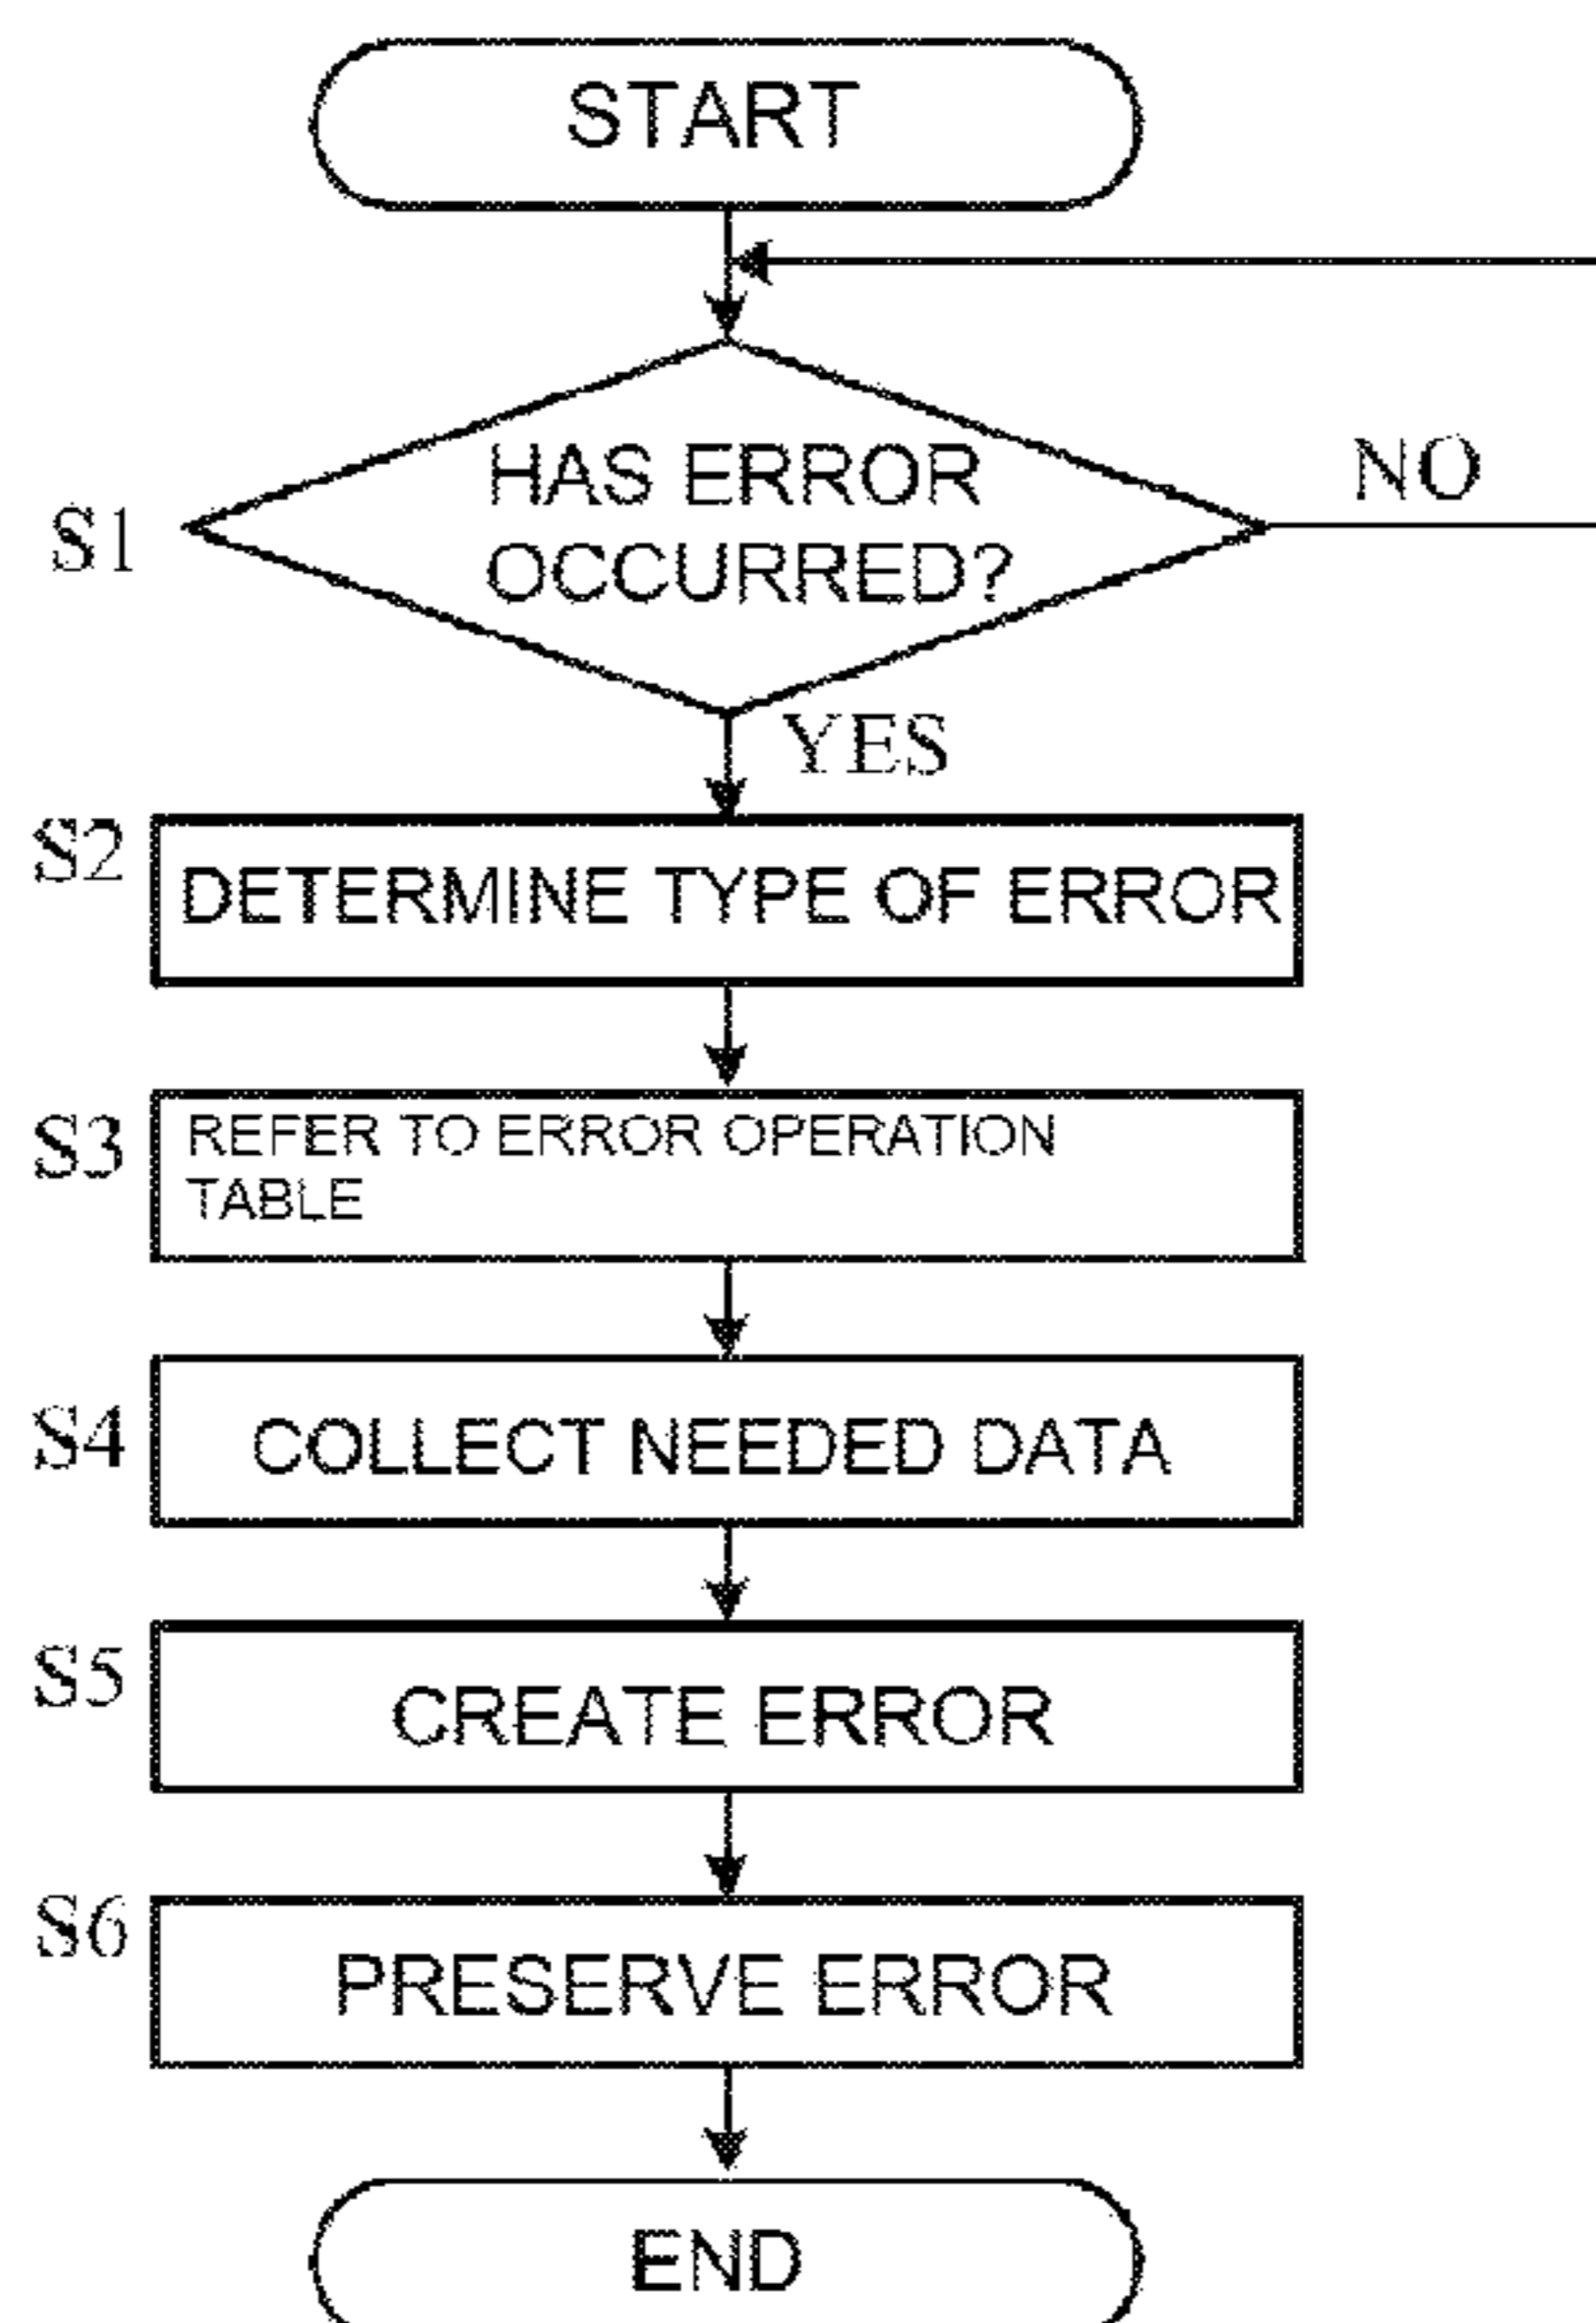 START
HAS ERROR
OCCURRED?
NO
S1
YES
S2
DETERMINE TYPE OF ERROR
S3
REFER TO ERROR OPERATION
TABLE
S4
COLLECT NEEDED DATA
S5
CREATE ERROR
S6
PRESERVE ERROR
END